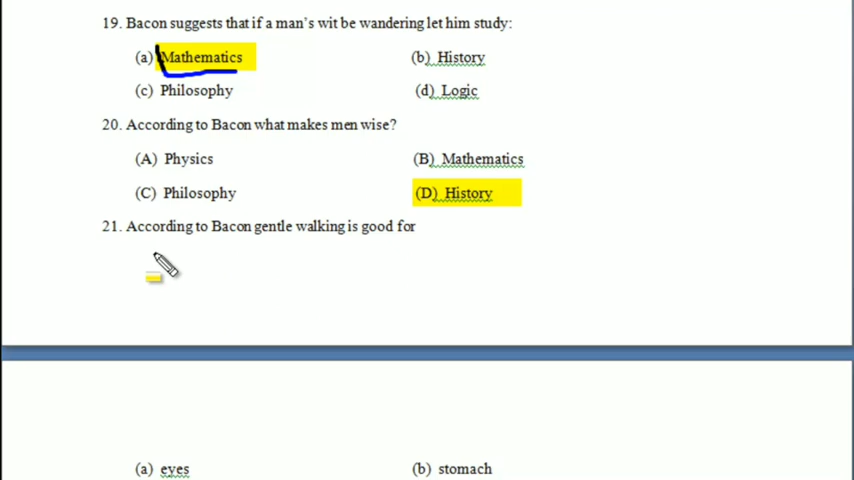 19. Bacon suggests that if a man's wit be wandering let him study:
(a) Mathematics (b) History
(c) Philosophy (d) Logic
20. According to Bacon what makes men wise?
(A) Physics (B) Mathematics
(C) Philosophy (D) History
21. According to Bacon gentle walking is good for
(a) eyes (b) stomach